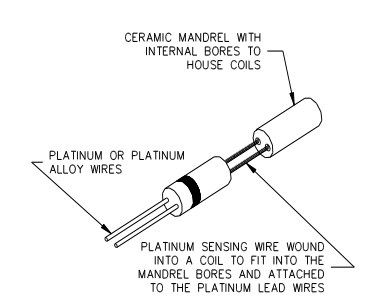 CERAMIC MANDREL WITH
INTERNAL BORES TO
HOUSE COILS
PLATINUM OR PLATINUM
ALLOY WIRES
PLATINUM SENSING WIRE WOUND
INTO A COIL TO FIT INTO THE
MANDREL BORES AND ATTACHED
TO THE PLATINUM LEAD WIRES